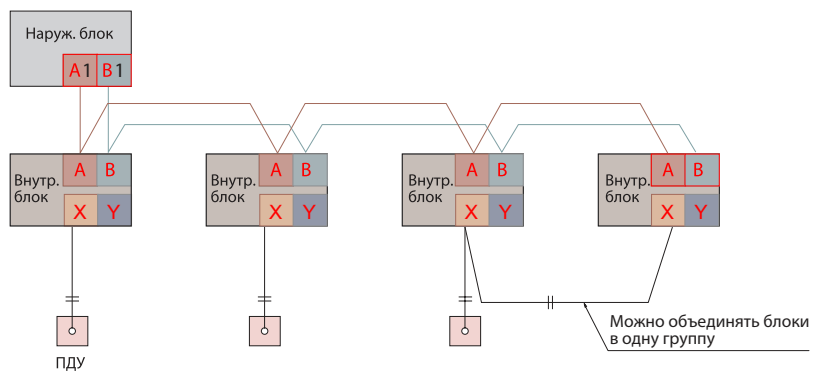 Наруж. блок
A1 B1
A B
Внутр.
блок
X Y
A B
Внутр.
блок
X Y
A B
Внутр.
блок
X Y
A B
Внутр.
блок
X Y
ПДУ
Можно объединять блоки
в одну группу